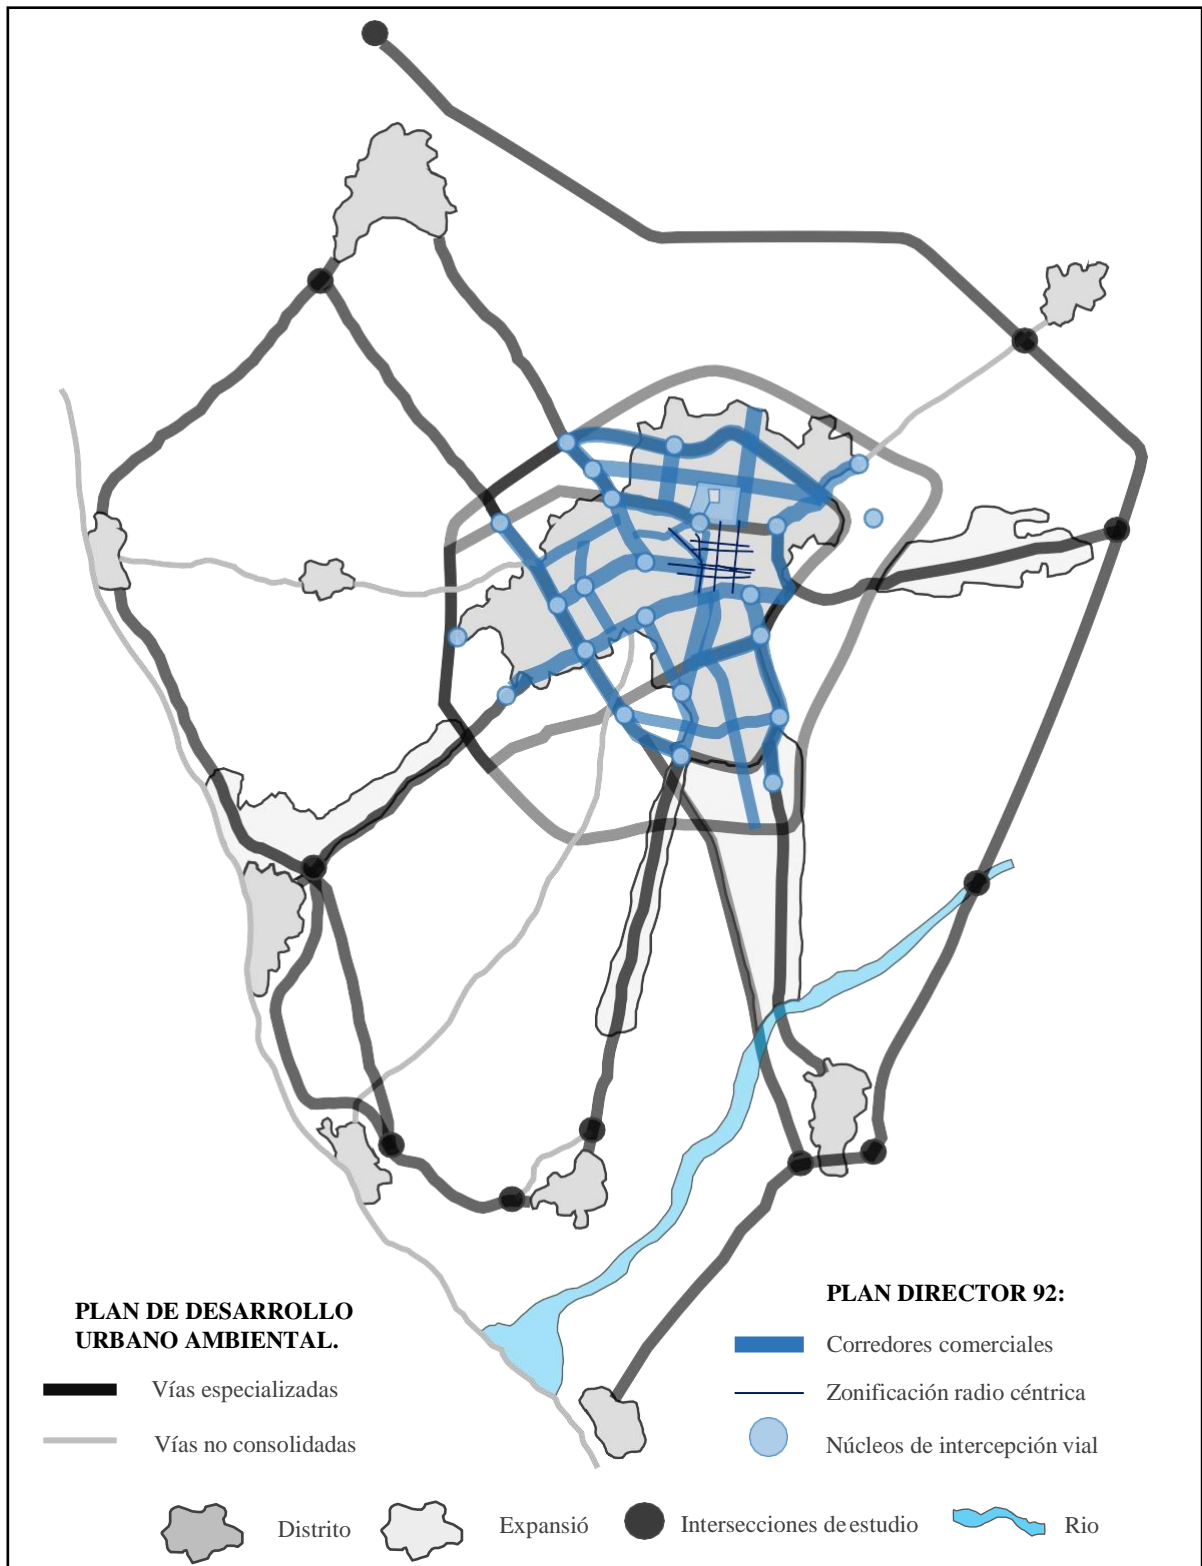 PLAN DE DESARROLLO
URBANO AMBIENTAL.
Vías especializadas
Vías no consolidadas
PLAN DIRECTOR 92:
Corredores comerciales
Zonificación radio céntrica
Núcleos de intercepción vial
Distrito
Expansió
Intersecciones de estudio
Rio